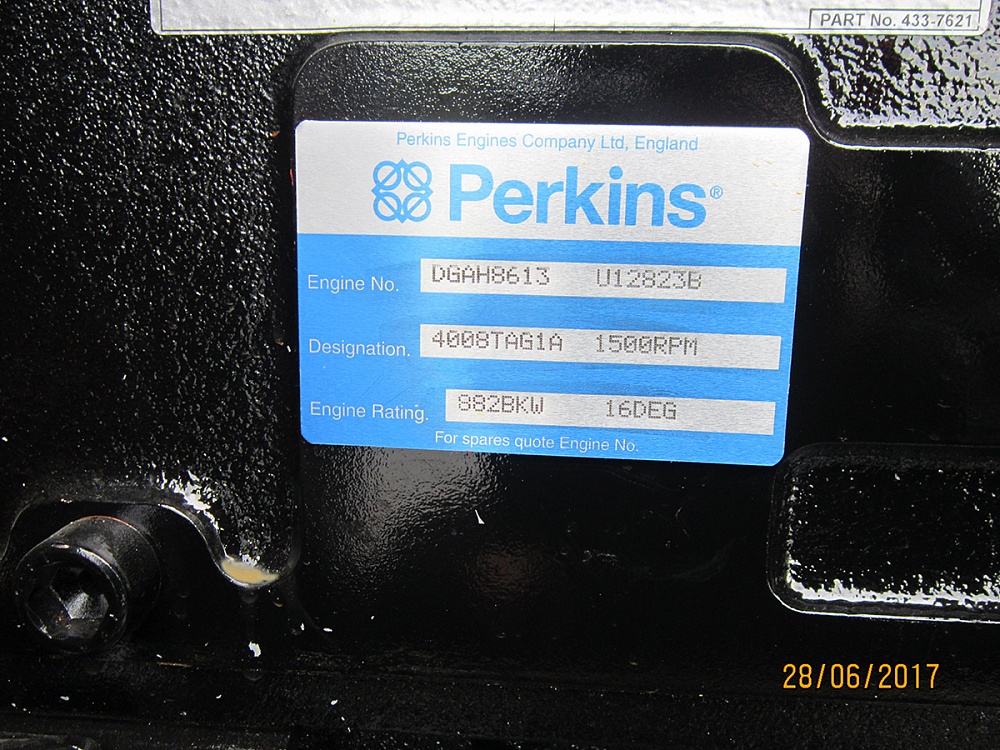 PART No. 433-7621
Perkins Engines Company Ltd, England
Perkins®
Engine No. DGAH8613 U12823B
Designation. 4008TAG1A 1500RPM
Engine Rating. 882BKW 16DEG
For spares quote Engine No.
28/06/2017